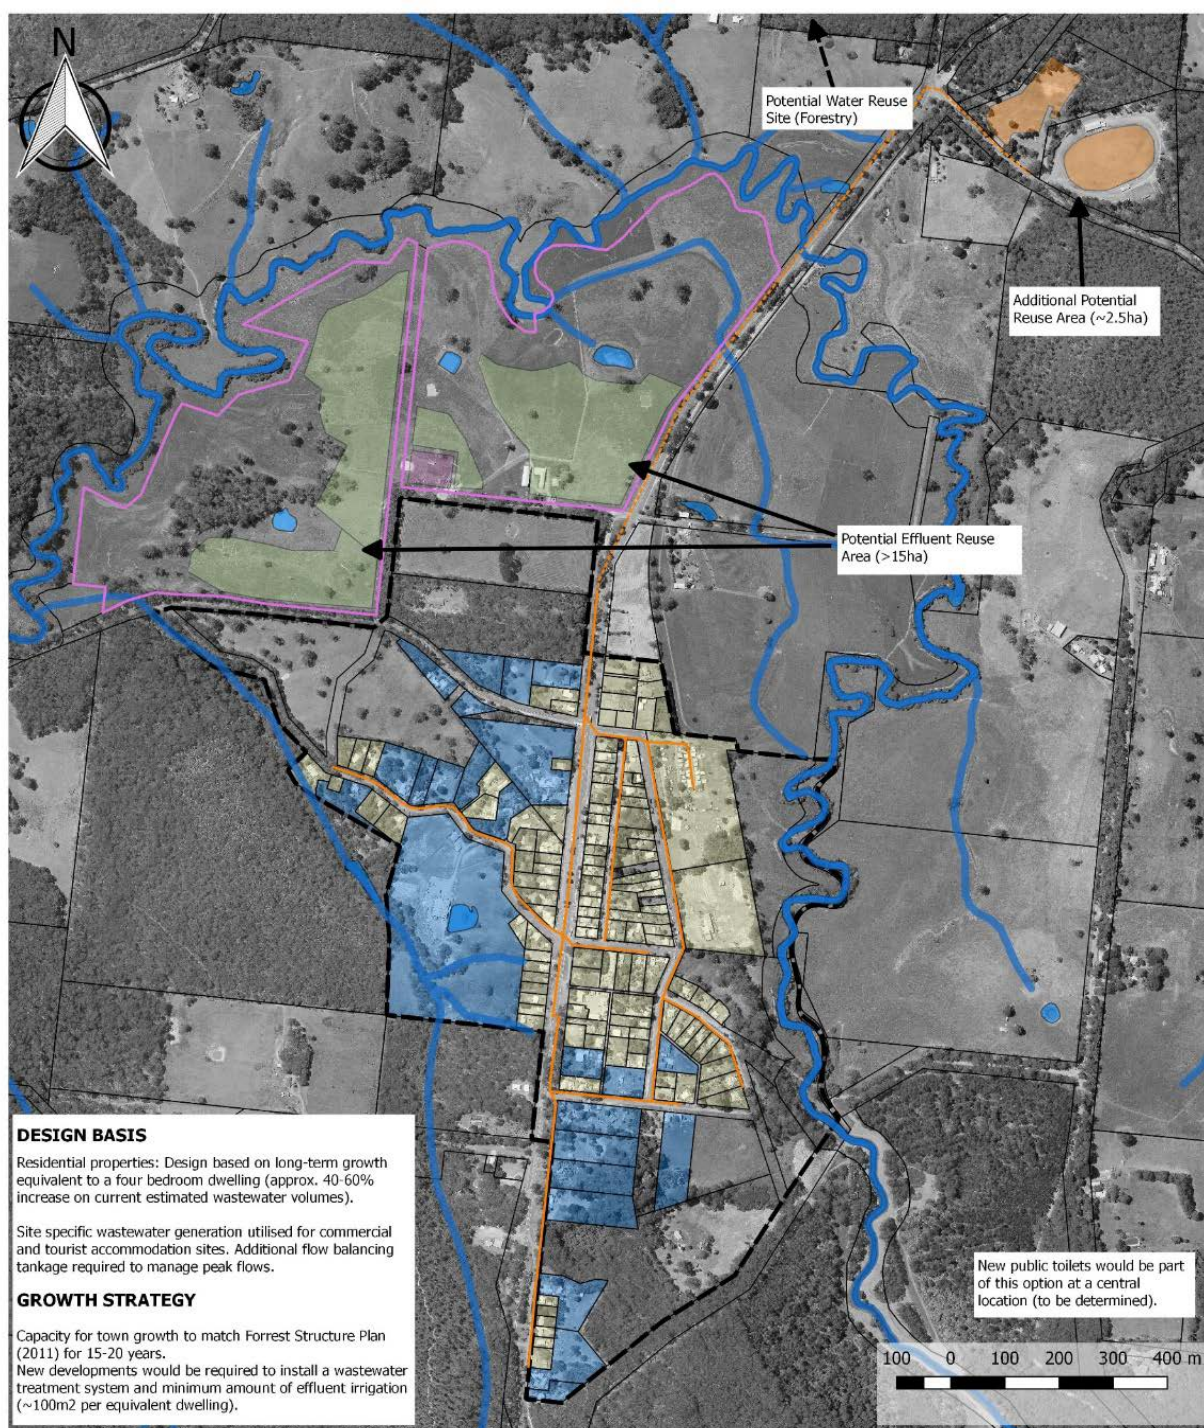 N
Potential Water Reuse
Site (Forestry)
Additional Potential
Reuse Area (~2.5ha)
Potential Effluent Reuse
Area (>15ha)
DESIGN BASIS
Residential properties: Design based on long-term growth
equivalent to a four bedroom dwelling (approx. 40-60%
increase on current estimated wastewater volumes).
Site specific wastewater generation utilised for commercial
and tourist accommodation sites. Additional flow balancing
tankage required to manage peak flows.
GROWTH STRATEGY
Capacity for town growth to match Forrest Structure Plan
(2011) for 15-20 years.
New developments would be required to install a wastewater
treatment system and minimum amount of effluent irrigation
(~100m2 per equivalent dwelling).
New public toilets would be part
of this option at a central
location (to be determined).
100 0 100 200 300 400 m